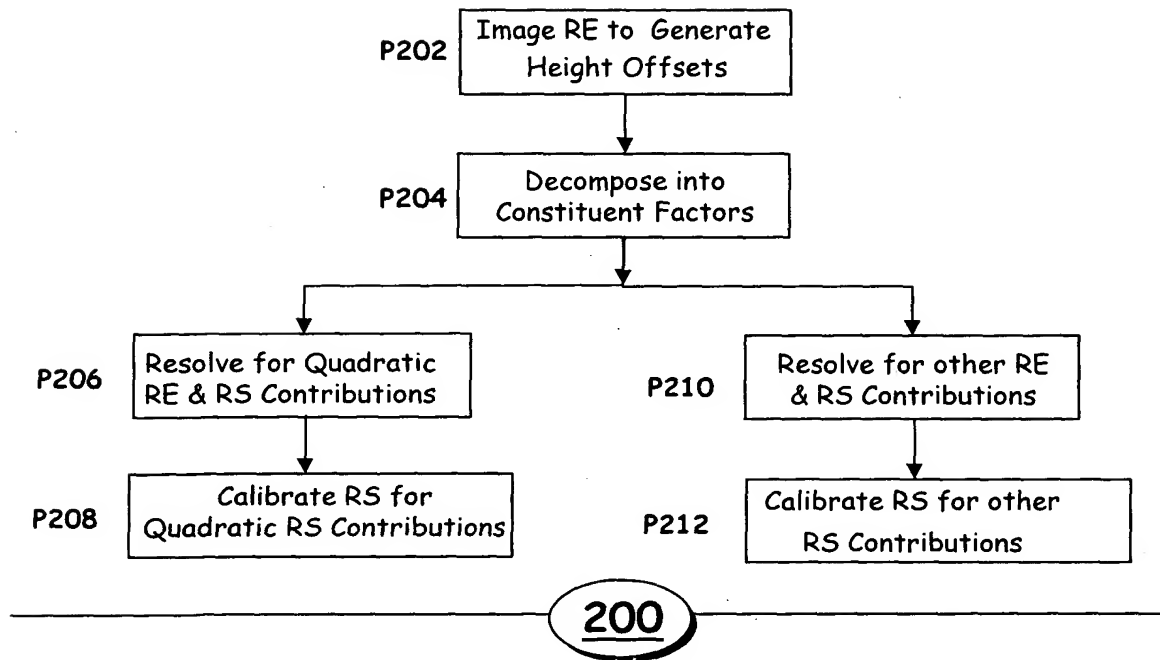 P202
Image RE to Generate
Height Offsets
P204
Decompose into
Constituent Factors
P206
Resolve for Quadratic
RE & RS Contributions
P210
Resolve for other RE
& RS Contributions
P208
Calibrate RS for
Quadratic RS Contributions
P212
Calibrate RS for other
RS Contributions
200